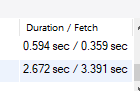 Duration / Fetch
0.594 sec / 0.359 sec
2.672 sec / 3.391 sec